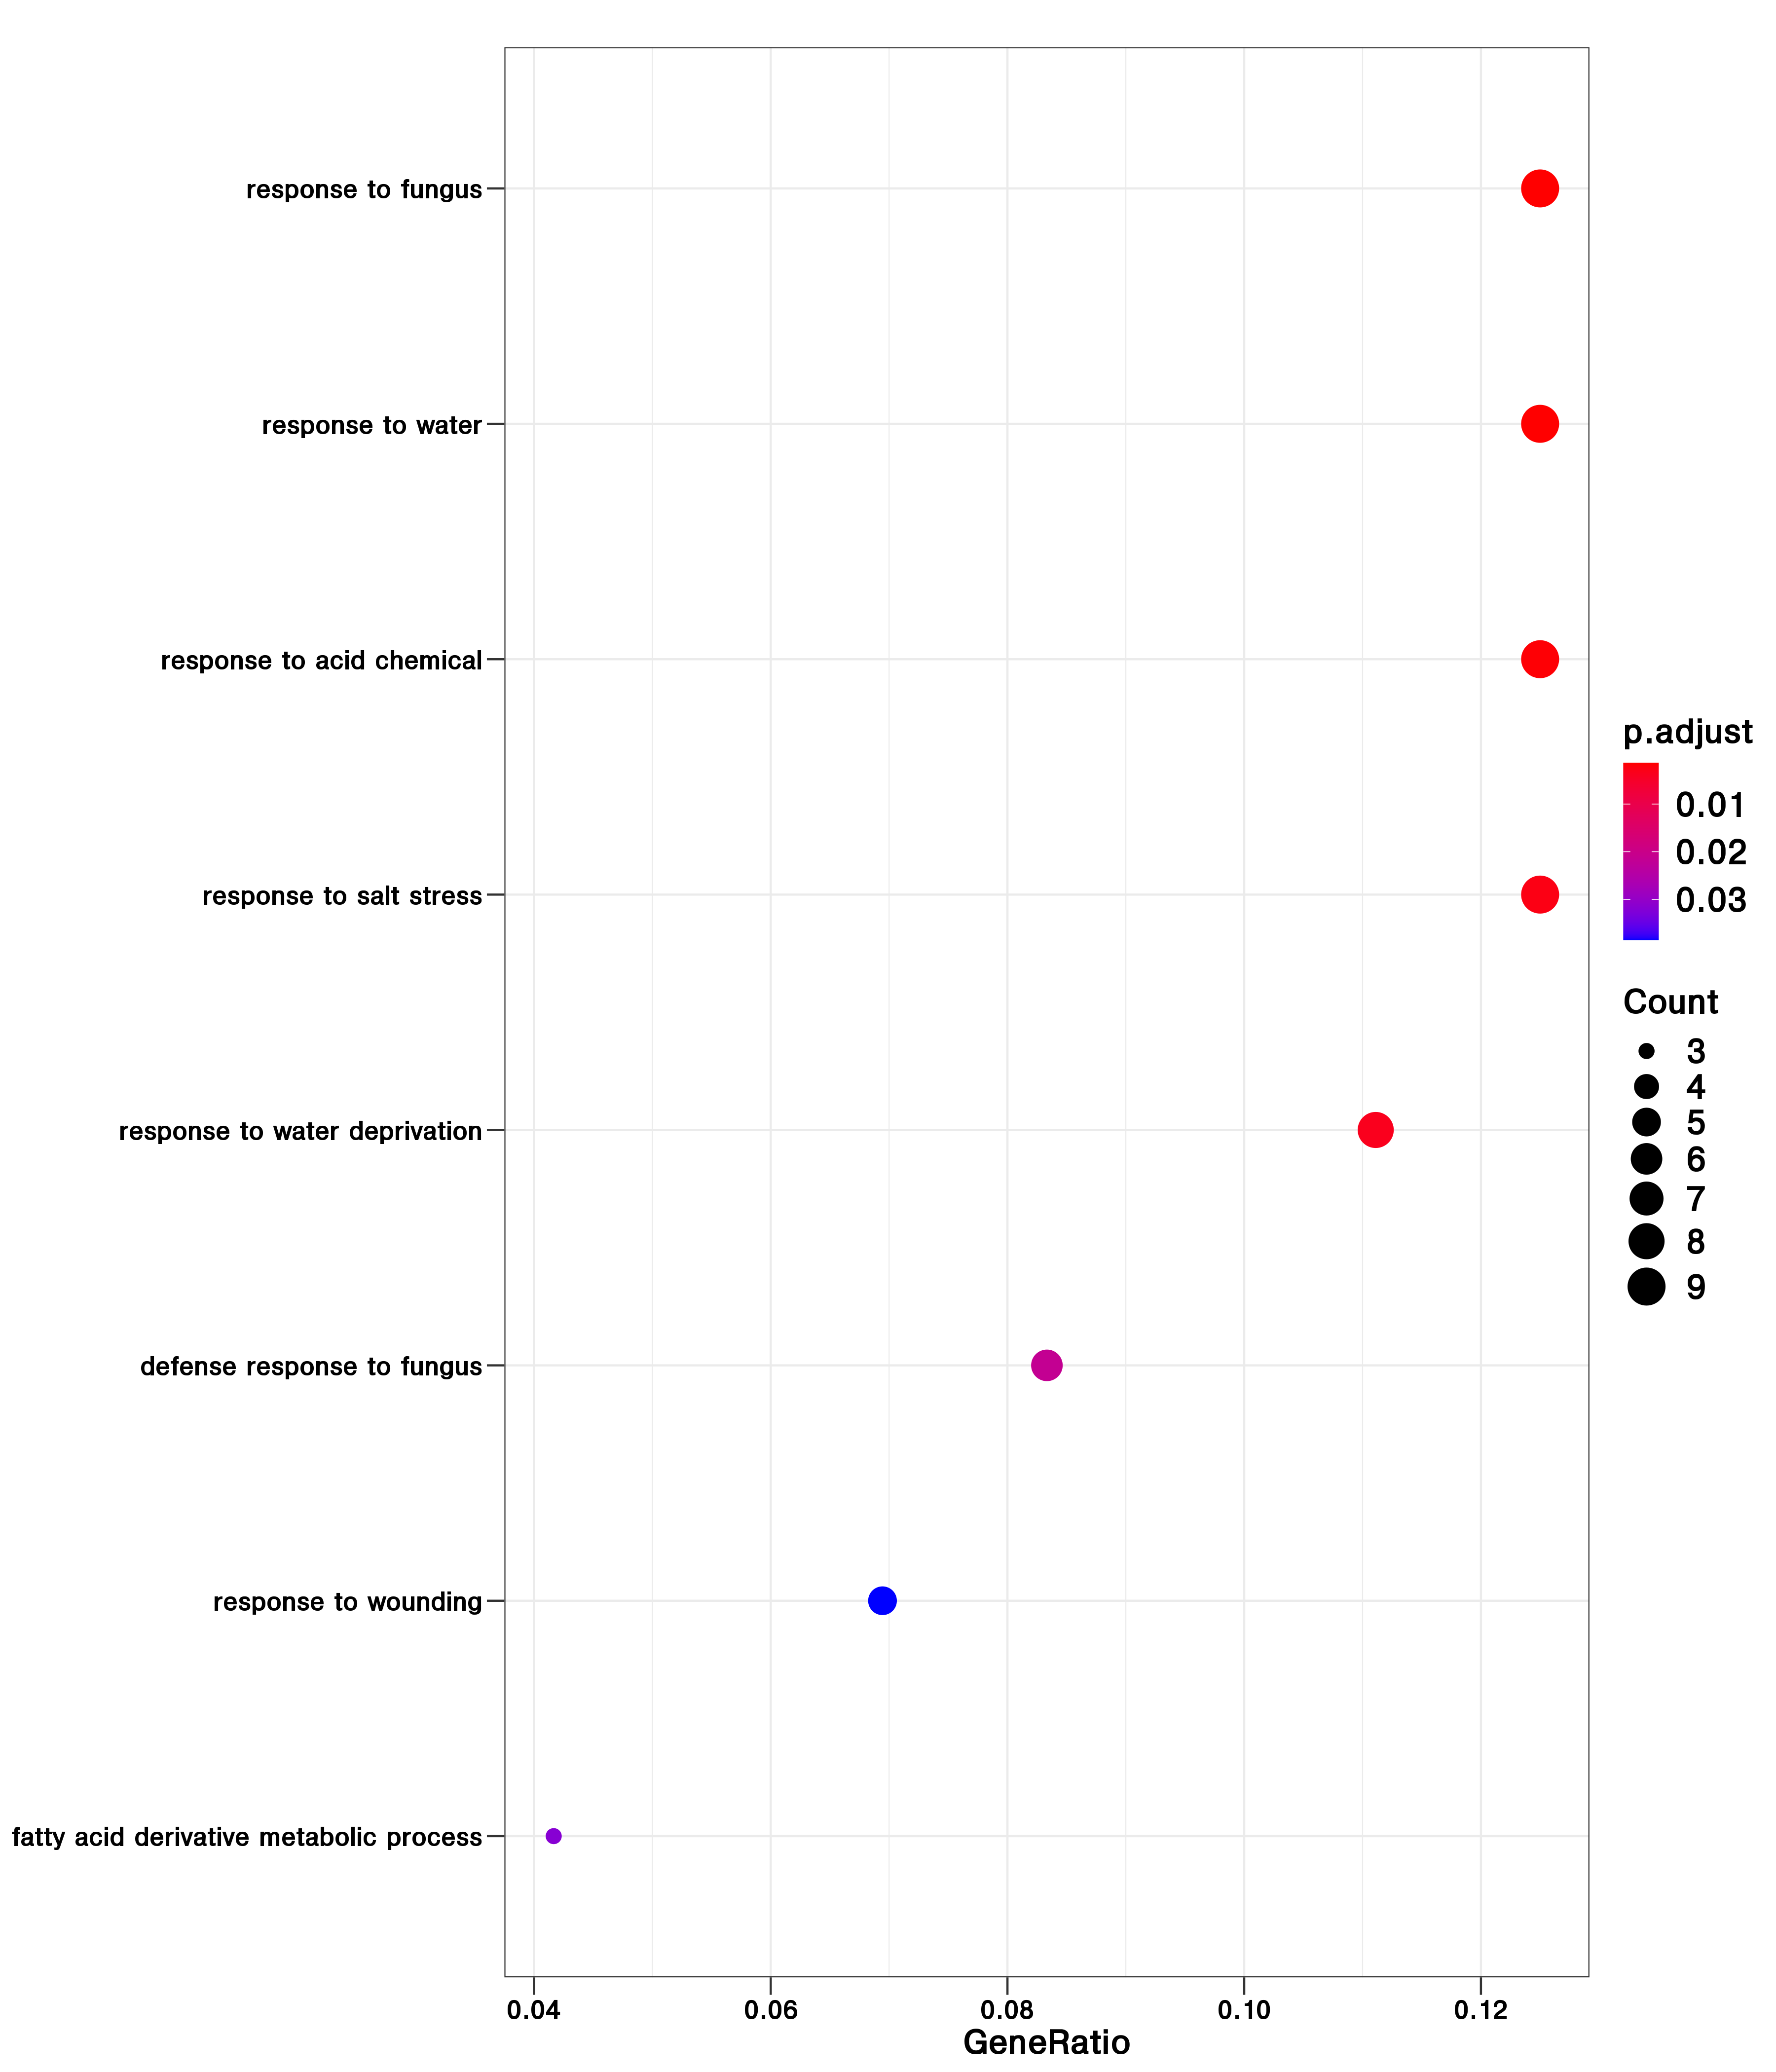 response to fungus
response to water
response to acid chemical
response to salt stress
response to water deprivation
defense response to fungus
response to wounding
fatty acid derivative metabolic process
0.04 0.06 0.08 0.10 0.12
GeneRatio
p.adjust
0.01
0.02
0.03
Count
3
4
5
6
7
8
9